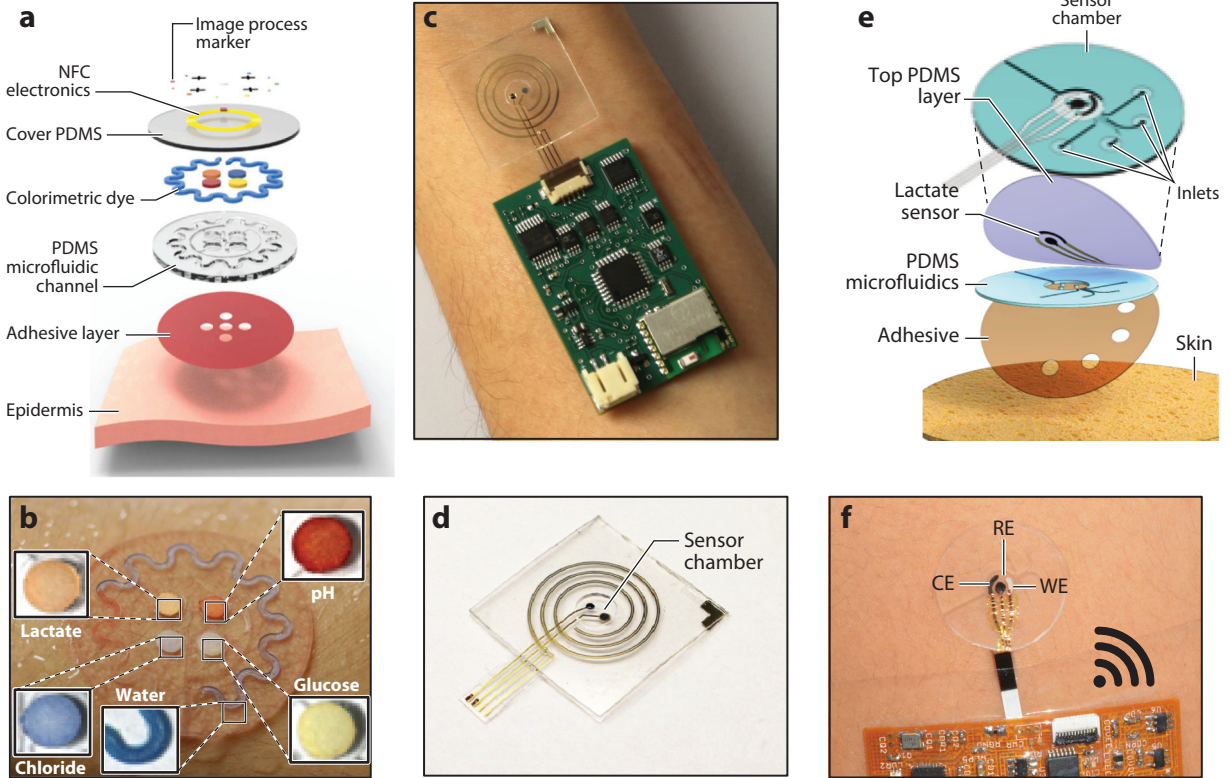 a
Image process
marker
NFC
electronics
Cover PDMS
Colorimetric dye
PDMS
microfluidic
channel
Adhesive layer
Epidermis
b
Lactate
pH
Chloride
Water
Glucose
c
d
Sensor
chamber
e
Sensor
chamber
Top PDMS
layer
Inlets
Lactate
sensor
PDMS
microfluidics
Adhesive
Skin
f
RE
CE
WE